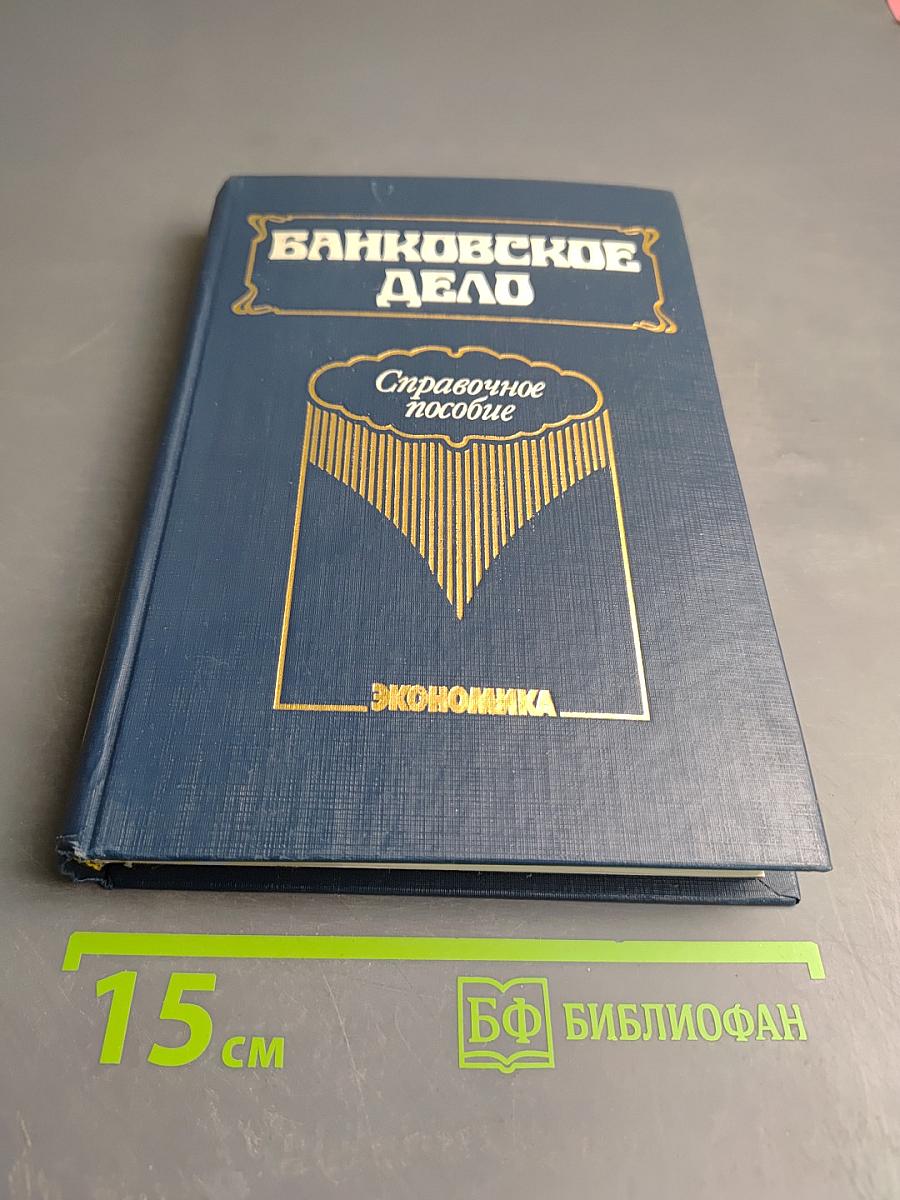 БАНКОВСКОЕ
ДЕЛО
Справочное
пособие
ЭКОНОМИКА
15 см
БФ БИБЛИОФАН